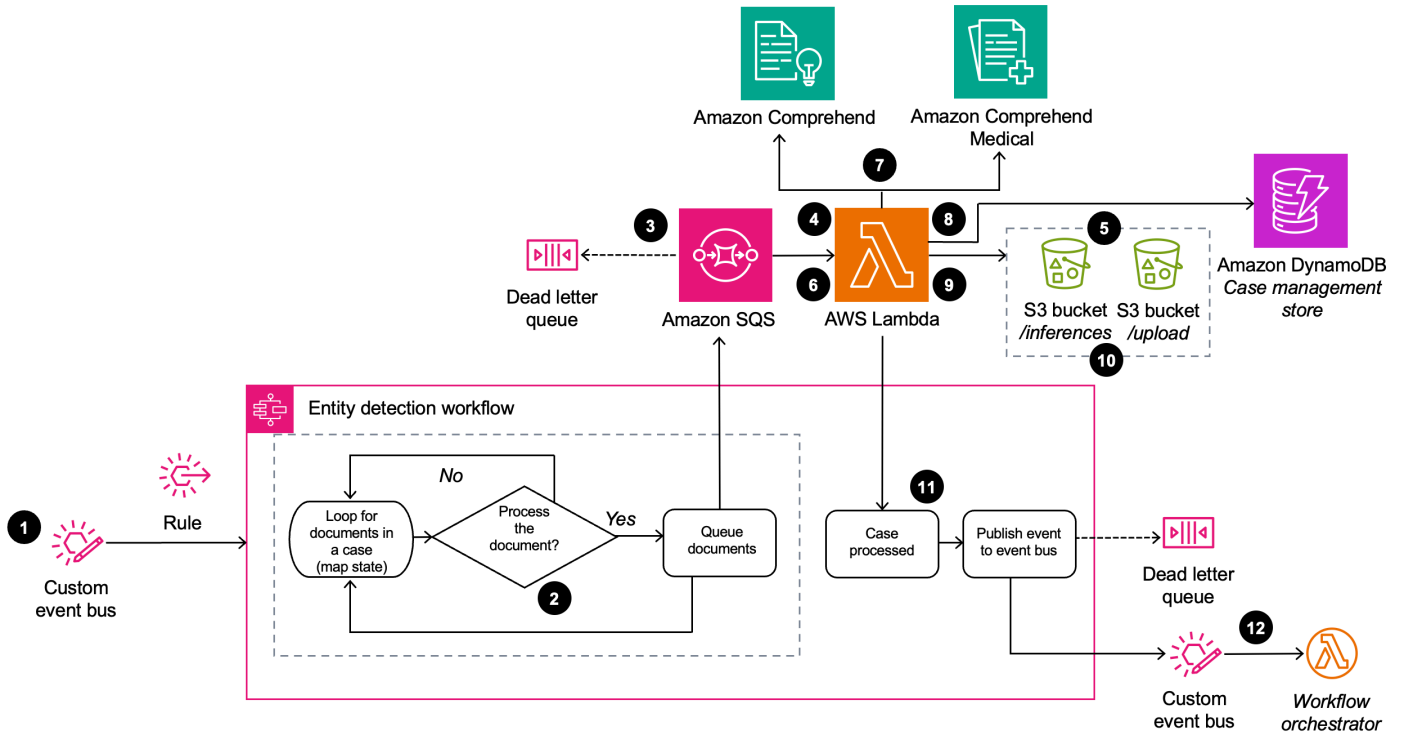 Amazon Comprehend
Amazon Comprehend
Medical
7
3
4
8
5
Dead letter
queue
Amazon SQS
6
AWS Lambda
9
S3 bucket
/inferences
S3 bucket
/upload
10
Amazon DynamoDB
Case management
store
Entity detection workflow
No
1
Rule
Custom
event bus
Loop for
documents in
a case
(map state)
Process
the
document?
Yes
2
Queue
documents
11
Case
processed
Publish event
to event bus
Dead letter
queue
12
Custom
event bus
Workflow
orchestrator